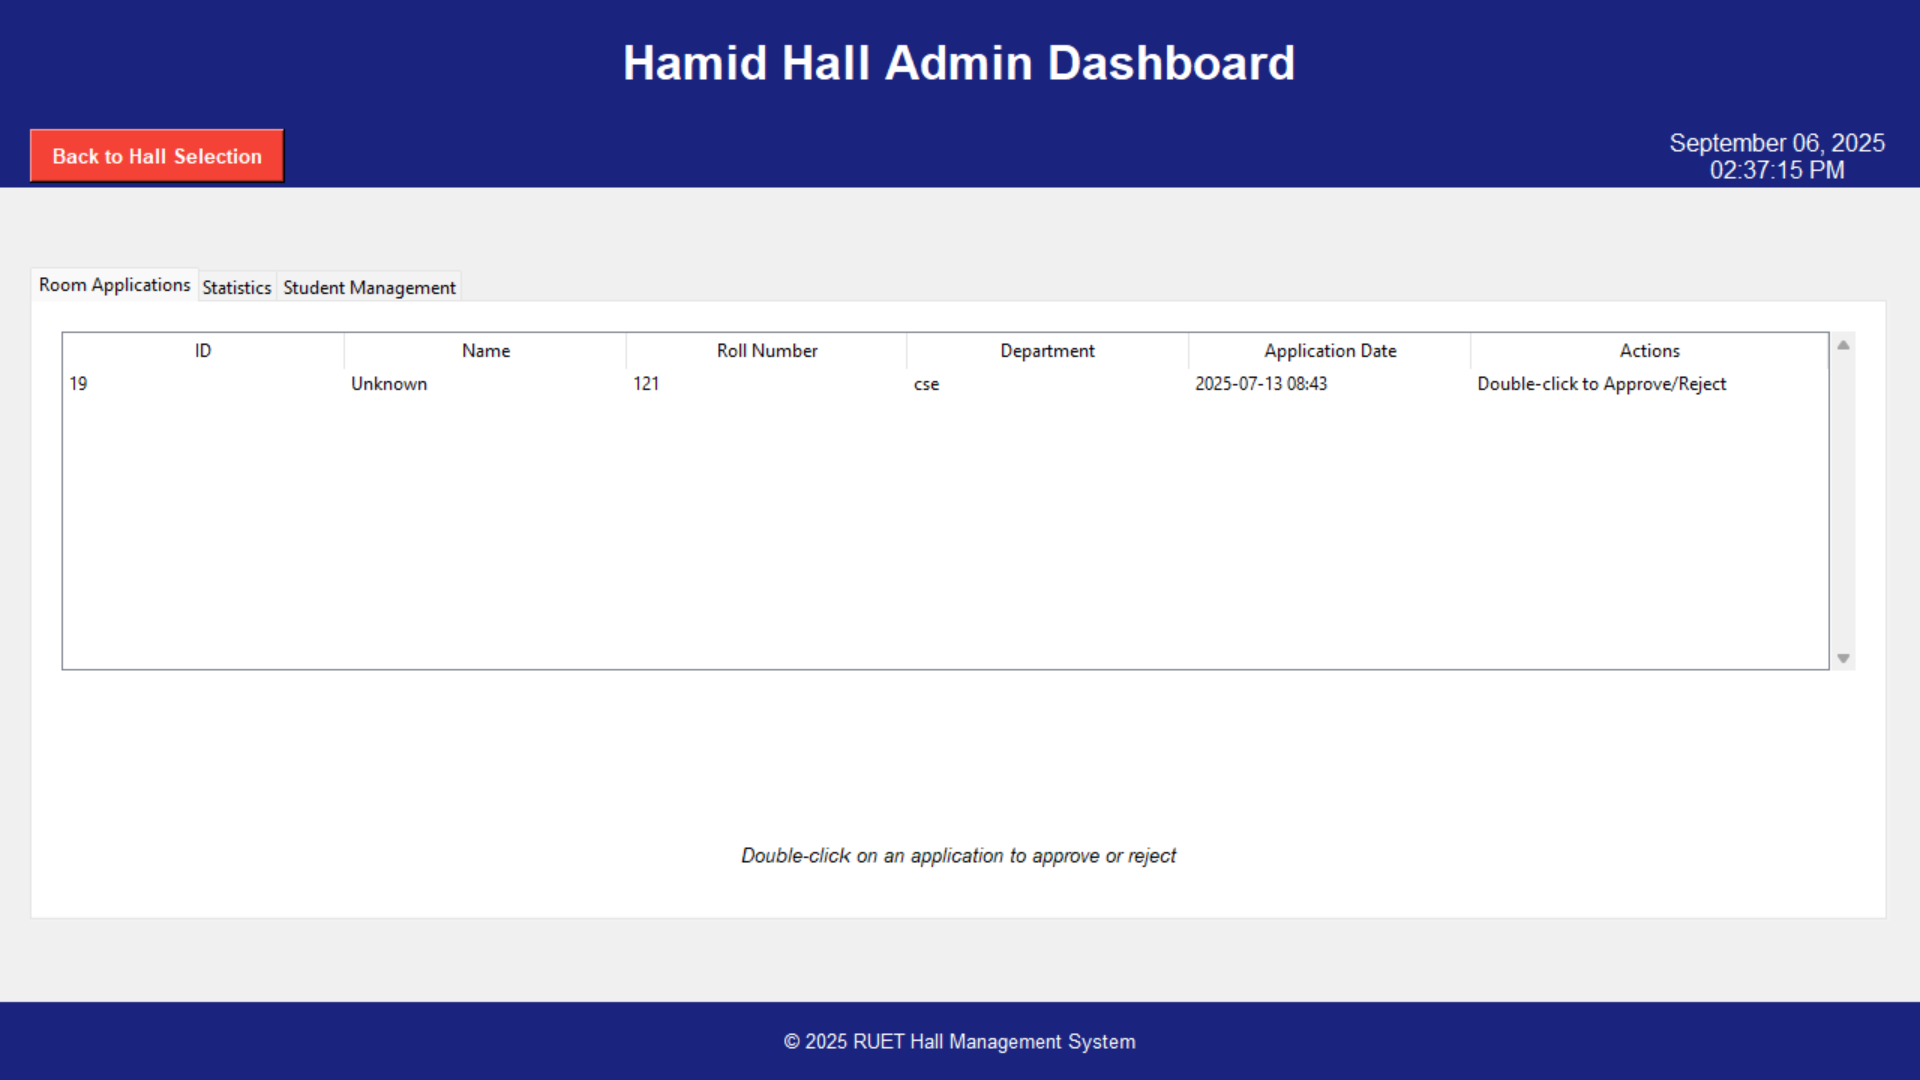 Hamid Hall Admin Dashboard
Back to Hall Selection
September 06, 2025
02:37:15 PM
Room Applications Statistics Student Management
ID Name Roll Number Department Application Date Actions
19 Unknown 121 cse 2025-07-13 08:43 Double-click to Approve/Reject
Double-click on an application to approve or reject
© 2025 RUET Hall Management System